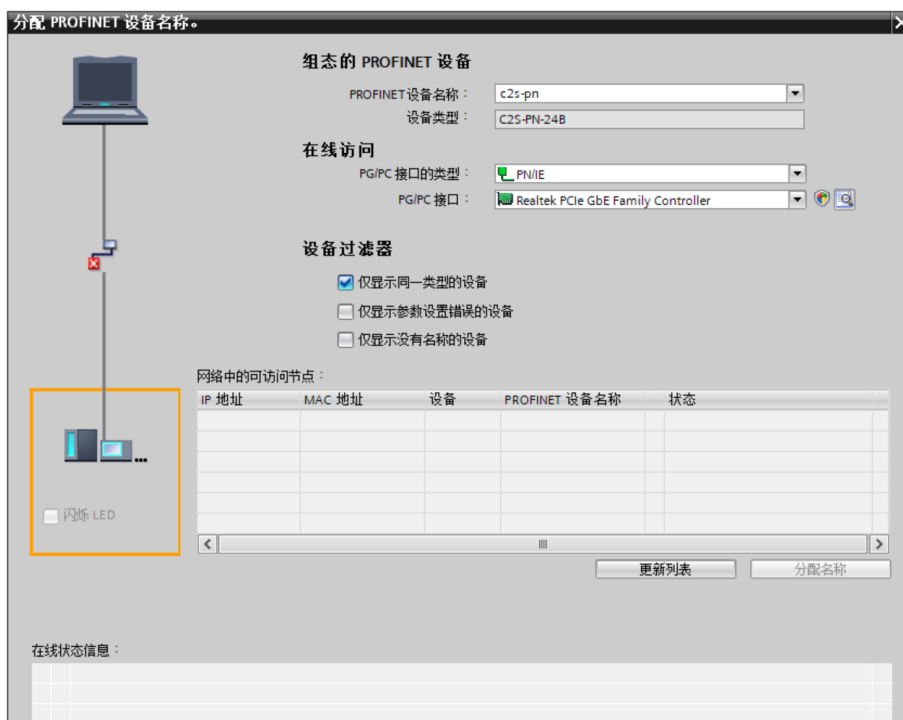 分配 PROFINET 设备名称。
组态的 PROFINET 设备
PROFINET设备名称： c2s-pn
设备类型： C2S-PN-24B
在线访问
PG/PC 接口的类型： PN/IE
PG/PC 接口： Realtek PCIe GbE Family Controller
设备过滤器
仅显示同一类型的设备
仅显示参数设置错误的设备
仅显示没有名称的设备
网络中的可访问节点：
IP 地址 MAC 地址 设备 PROFINET 设备名称 状态
闪烁 LED
更新列表 分配名称
在线状态信息：